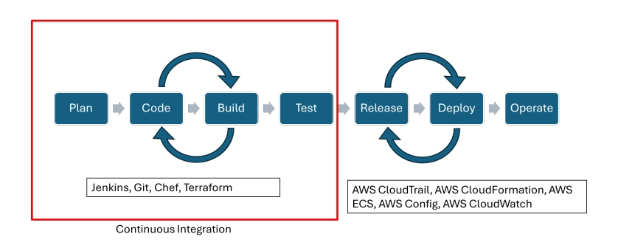 Plan
Code
Build
Test
Release
Deploy
Operate
Jenkins, Git, Chef, Terraform
AWS CloudTrail, AWS CloudFormation, AWS
ECS, AWS Config, AWS CloudWatch
Continuous Integration